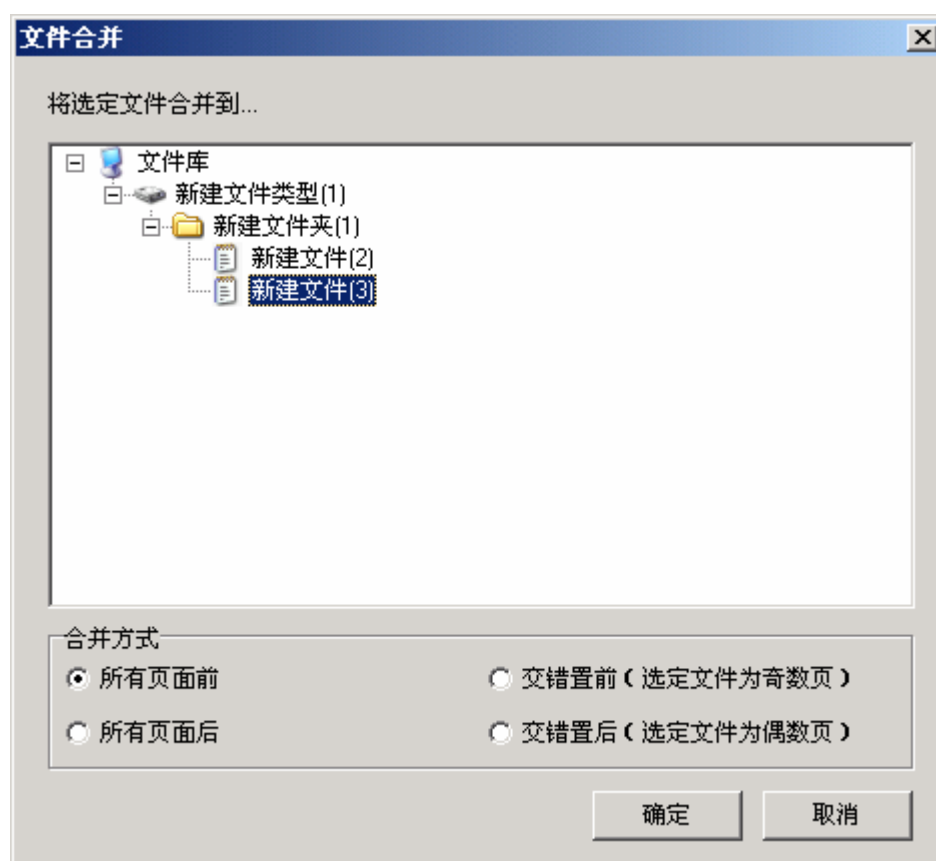 文件合并
将选定文件合并到...
文件库
新建文件类型(1)
新建文件夹(1)
新建文件(2)
新建文件(3)
合并方式
所有页面前 交错置前(选定文件为奇数页)
所有页面后 交错置后(选定文件为偶数页)
确定 取消